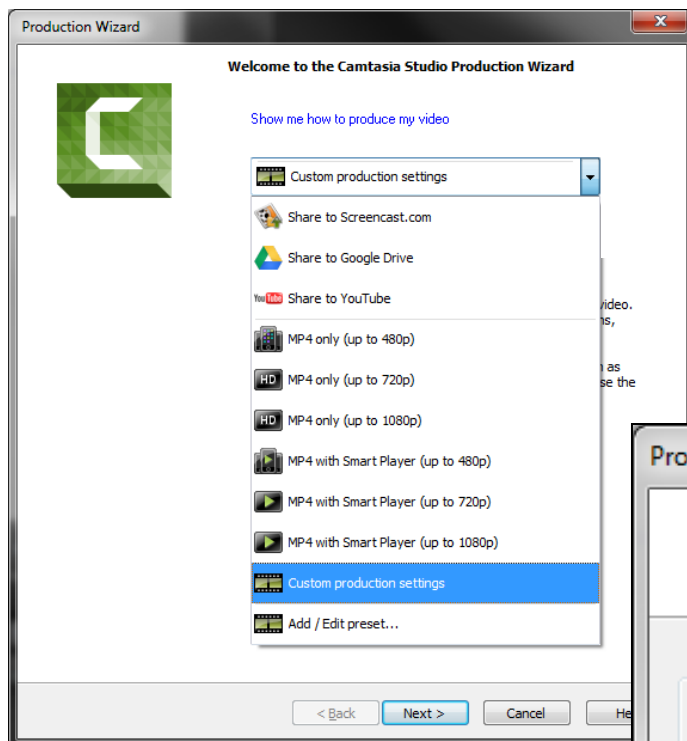 Production Wizard
Welcome to the Camtasia Studio Production Wizard
Show me how to produce my video
Custom production settings
Share to Screencast.com
Share to Google Drive
You Tube Share to YouTube
video.
MP4 only (up to 480p)
as
se the
HD MP4 only (up to 720p)
HD MP4 only (up to 1080p)
MP4 with Smart Player (up to 480p)
MP4 with Smart Player (up to 720p)
MP4 with Smart Player (up to 1080p)
Custom production settings
Add / Edit preset...
< Back Next > Cancel He
Pro